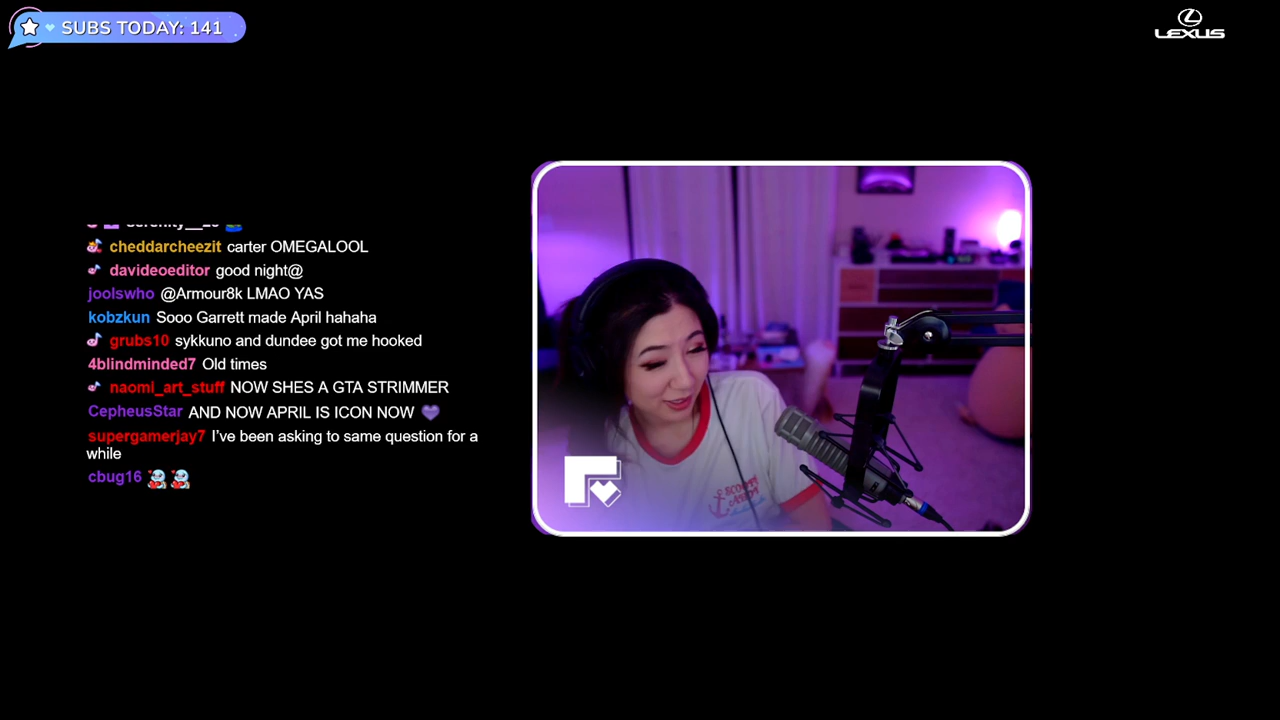 SUBS TODAY: 141
LEXUS
cheddarcheezit carter OMEGALOOL
davideoeditor good night@
joolswho @Armour8k LMAO YAS
kobzkun Sooo Garrett made April hahaha
grubs10 sykkuno and dundee got me hooked
4blindminded7 Old times
naomi_art_stuff NOW SHES A GTA STRIMMER
CepheusStar AND NOW APRIL IS ICON NOW
supergamerjay7 I've been asking to same question for a
while
cbug16